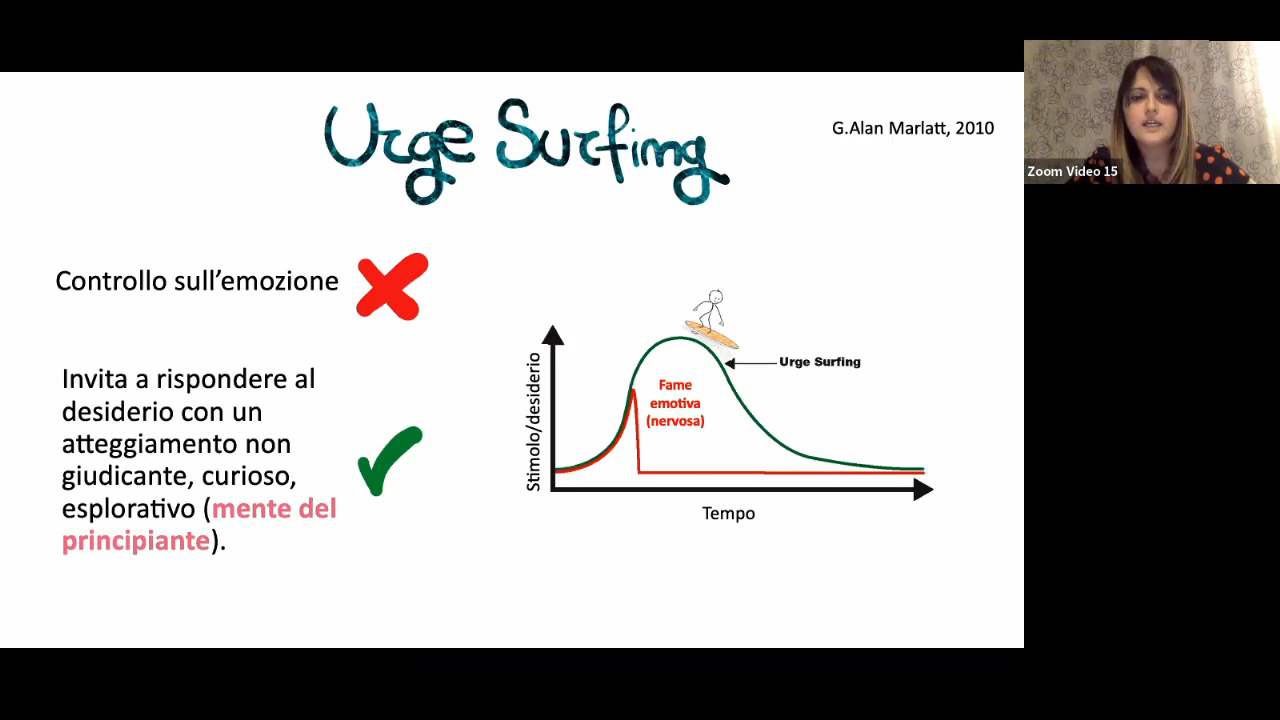 Urge Surfing
G.Alan Marlatt, 2010
Zoom Video 15
Controllo sull'emozione
Invita a rispondere al
desiderio con un
atteggiamento non
giudicante, curioso,
esplorativo (mente del
principiante).
Stimolo/desiderio
Urge Surfing
Fame
emotiva
(nervosa)
Tempo